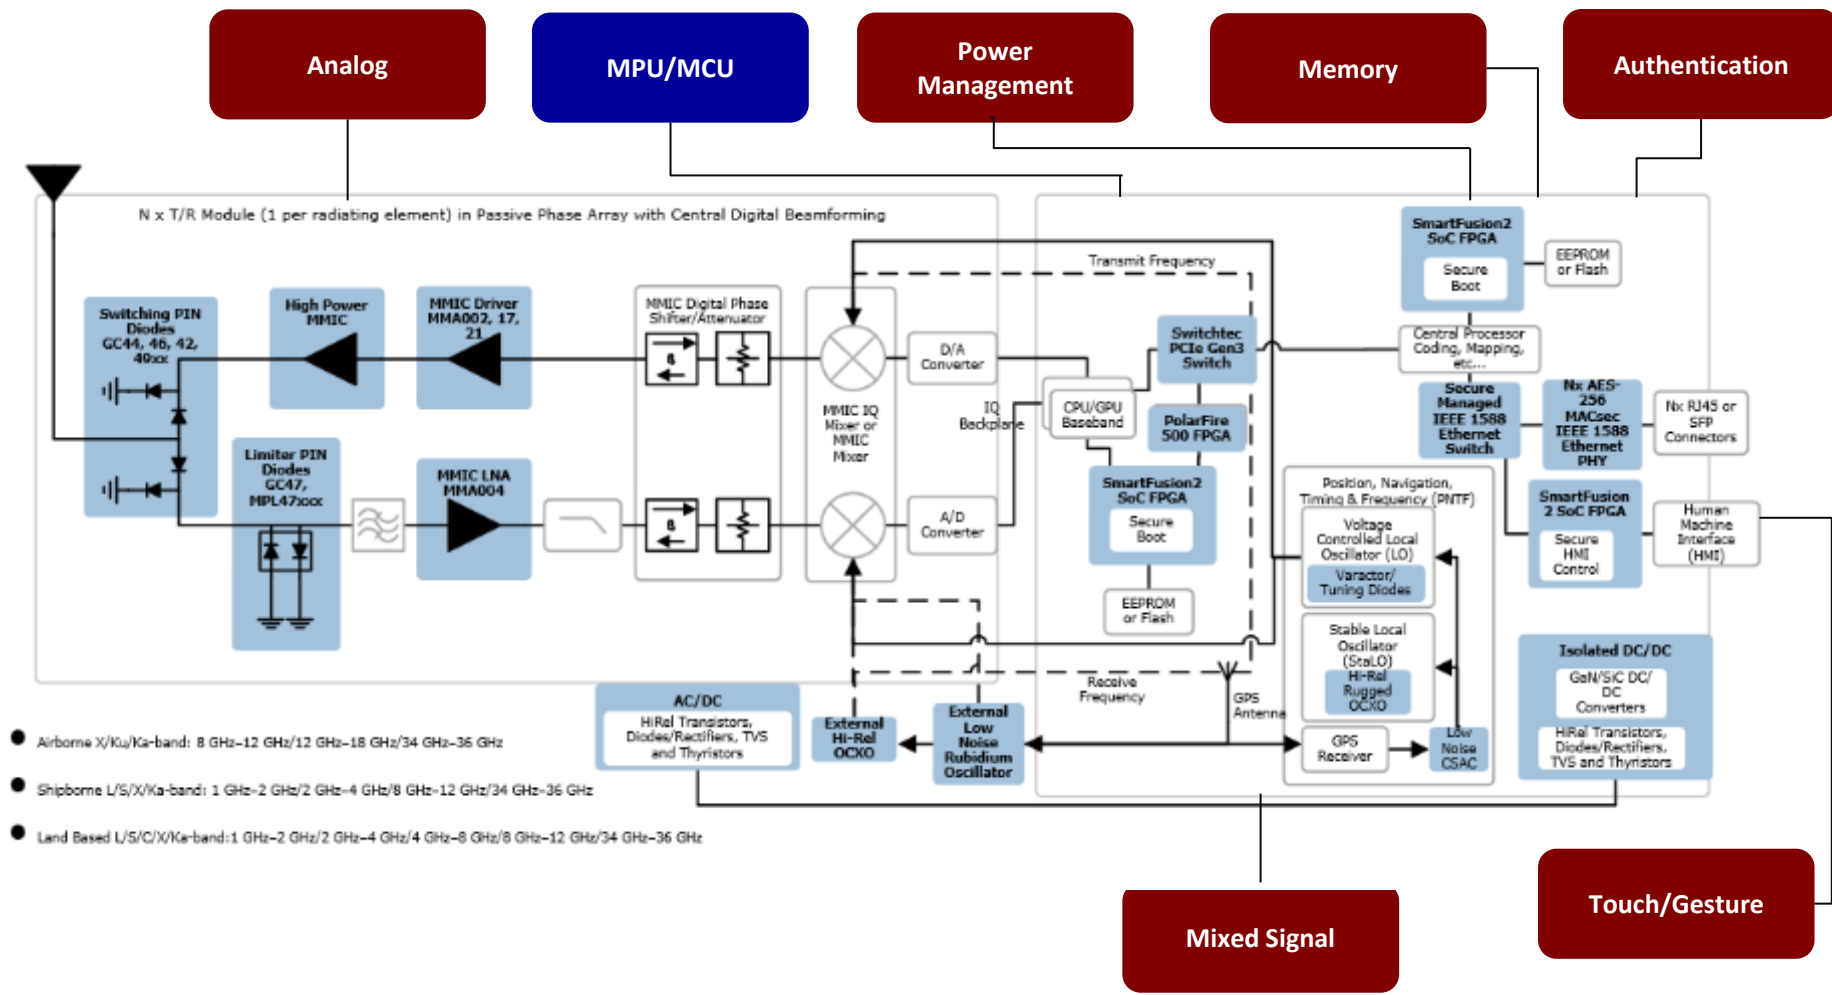 Analog
MPU/MCU
Power
Management
Memory
Authentication
N x T/R Module (1 per radiating element) in Passive Phase Array with Central Digital Beamforming
Switching PIN
Diodes
GC44, 46, 42,
49xx
High Power
MMIC
MMIC Driver
MMA002, 17,
21
MMIC Digital Phase
Shifter/Attenuator
ß
D/A
Converter
MMIC IQ
Mixer or
MMIC
Mixer
IQ
Backplane
Limiter PIN
Diodes
GC47,
MPL47xxx
MMIC LNA
MMA004
ß
A/D
Converter
Transmit Frequency
Switchtec
PCIe Gen3
Switch
CPU/GPU
Baseband
PolarFire
500 FPGA
SmartFusion2
SoC FPGA
Secure
Boot
EEPROM
or Flash
SmartFusion2
SoC FPGA
Secure
Boot
EEPROM
or Flash
Central Processor
Coding, Mapping,
etc...
Secure
Managed
IEEE 1588
Ethernet
Switch
Nx AES-
256
MACsec
IEEE 1588
Ethernet
PHY
Nx RJ45 or
SFP
Connectors
SmartFusion
2 SoC FPGA
Secure
HMI
Control
Human
Machine
Interface
(HMI)
Position, Navigation,
Timing & Frequency (PNTF)
Voltage
Controlled Local
Oscillator (LO)
Varactor/
Tuning Diodes
Stable Local
Oscillator
(StaLO)
Hi-Rel
Rugged
OCXO
GPS
Receiver
Low
Noise
CSAC
Receive
Frequency
GPS
Antenna
Isolated DC/DC
GaN/SiC DC/
DC
Converters
HiRel Transistors,
Diodes/Rectifiers,
TVS and Thyristors
AC/DC
HiRel Transistors,
Diodes/Rectifiers, TVS
and Thyristors
External
Hi-Rel
OCXO
External
Low
Noise
Rubidium
Oscillator
● Airborne X/Ku/Ka-band: 8 GHz–12 GHz/12 GHz–18 GHz/34 GHz–36 GHz
● Shipborne L/S/X/Ka-band: 1 GHz–2 GHz/2 GHz–4 GHz/8 GHz–12 GHz/34 GHz–36 GHz
● Land Based L/S/C/X/Ka-band:1 GHz–2 GHz/2 GHz–4 GHz/4 GHz–8 GHz/8 GHz–12 GHz/34 GHz–36 GHz
Mixed Signal
Touch/Gesture